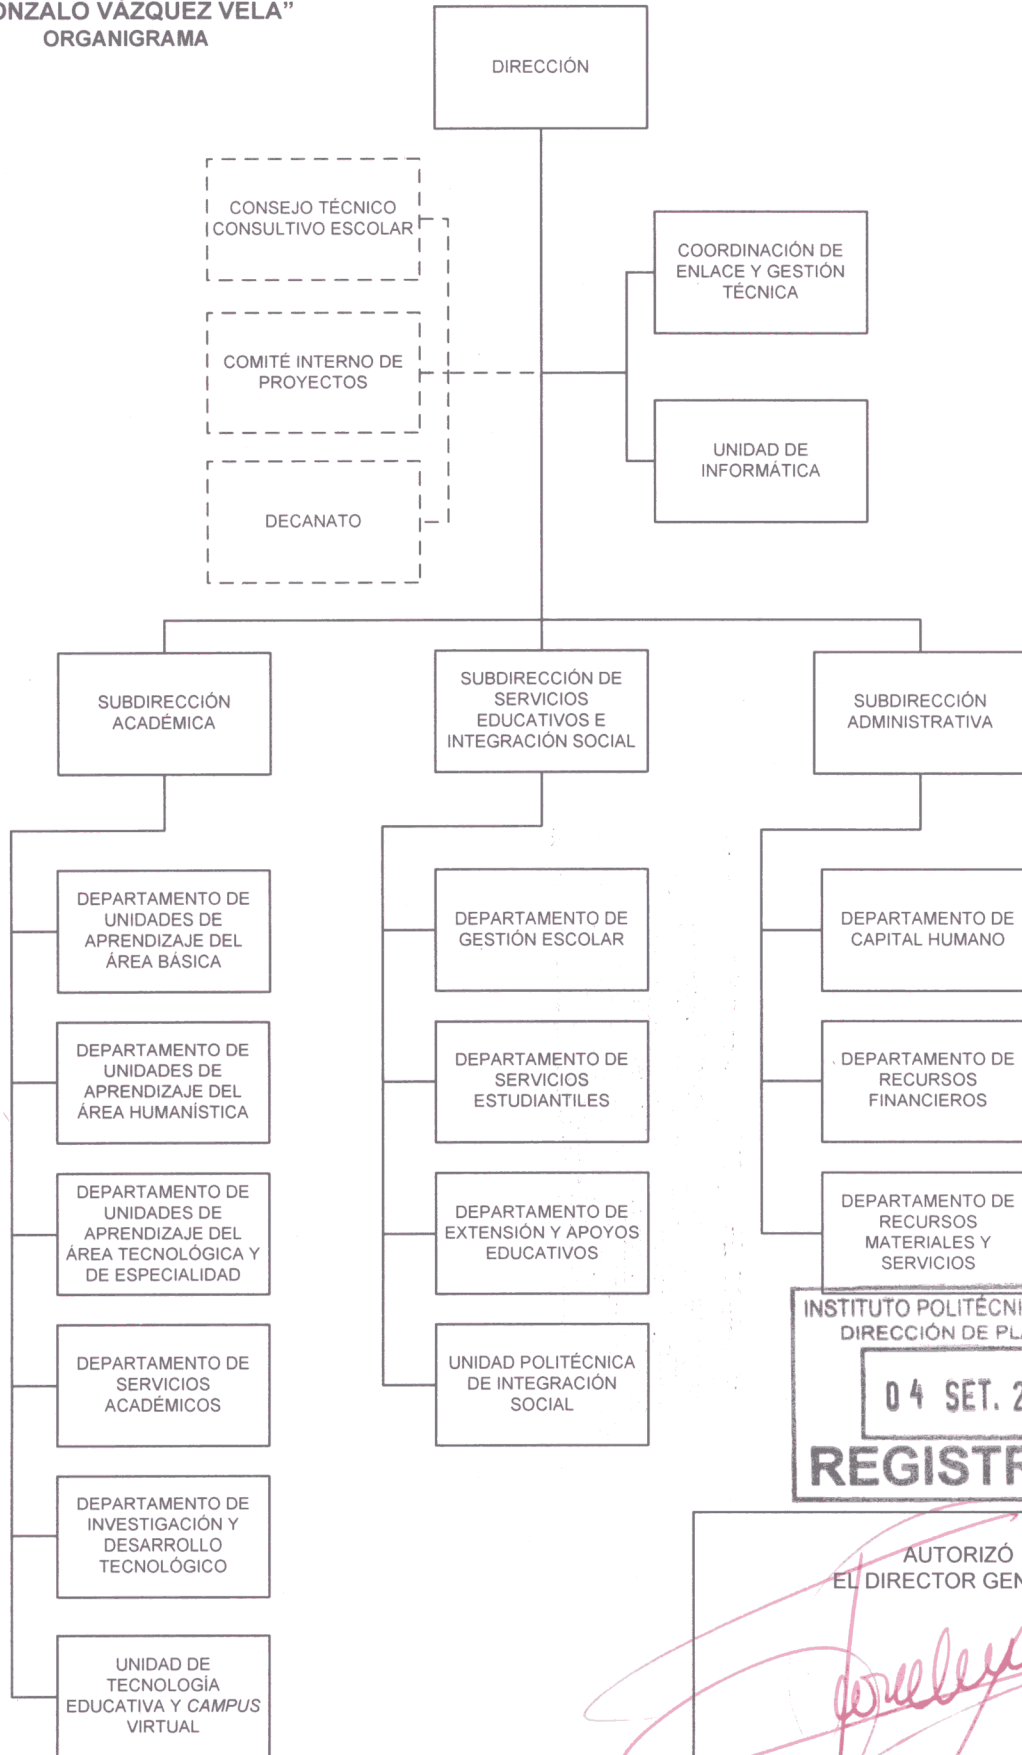 ONZALO VÁZQUEZ VELA"
ORGANIGRAMA
DIRECCIÓN
CONSEJO TÉCNICO
CONSULTIVO ESCOLAR
COORDINACIÓN DE
ENLACE Y GESTIÓN
TÉCNICA
COMITÉ INTERNO DE
PROYECTOS
UNIDAD DE
INFORMÁTICA
DECANATO
SUBDIRECCIÓN
ACADÉMICA
SUBDIRECCIÓN DE
SERVICIOS
EDUCATIVOS E
INTEGRACIÓN SOCIAL
SUBDIRECCIÓN
ADMINISTRATIVA
DEPARTAMENTO DE
UNIDADES DE
APRENDIZAJE DEL
ÁREA BÁSICA
DEPARTAMENTO DE
GESTIÓN ESCOLAR
DEPARTAMENTO DE
CAPITAL HUMANO
DEPARTAMENTO DE
UNIDADES DE
APRENDIZAJE DEL
ÁREA HUMANÍSTICA
DEPARTAMENTO DE
SERVICIOS
ESTUDIANTILES
DEPARTAMENTO DE
RECURSOS
FINANCIEROS
DEPARTAMENTO DE
UNIDADES DE
APRENDIZAJE DEL
ÁREA TECNOLÓGICA Y
DE ESPECIALIDAD
DEPARTAMENTO DE
EXTENSIÓN Y APOYOS
EDUCATIVOS
DEPARTAMENTO DE
RECURSOS
MATERIALES Y
SERVICIOS
DEPARTAMENTO DE
SERVICIOS
ACADÉMICOS
UNIDAD POLITÉCNICA
DE INTEGRACIÓN
SOCIAL
INSTITUTO POLITÉCNI
DIRECCIÓN DE PLA
04 SET. 2
REGISTR
DEPARTAMENTO DE
INVESTIGACIÓN Y
DESARROLLO
TECNOLÓGICO
UNIDAD DE
TECNOLOGÍA
EDUCATIVA Y CAMPUS
VIRTUAL
AUTORIZÓ
EL DIRECTOR GEN